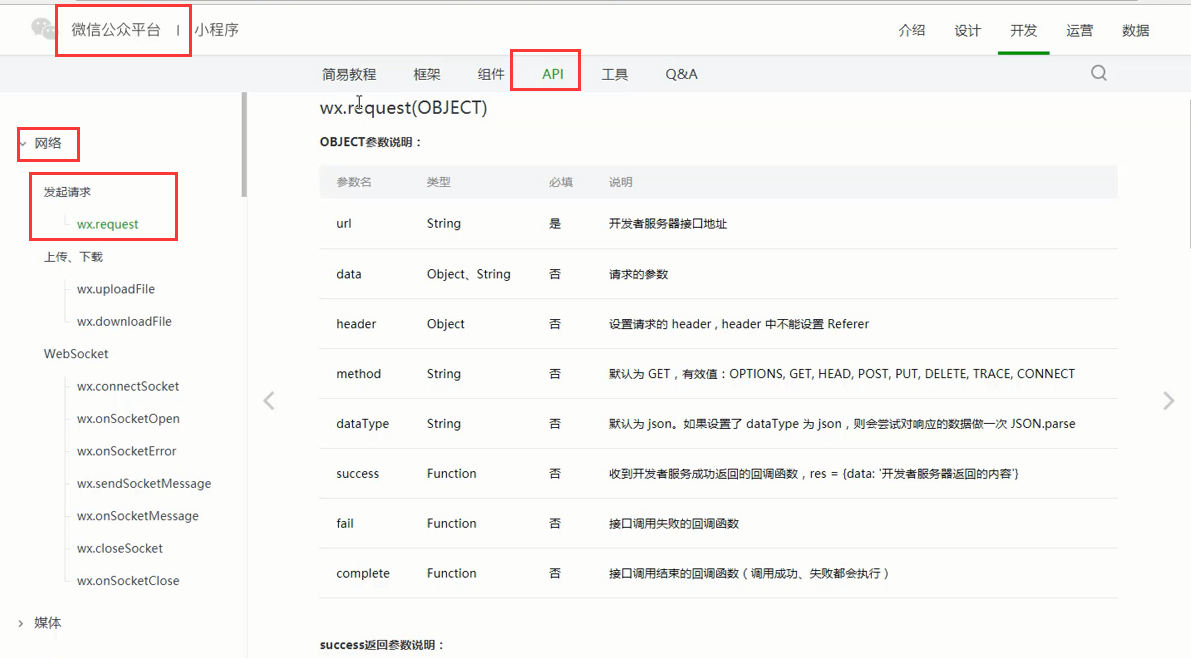 微信公众平台 | 小程序
介绍 设计 开发 运营 数据
简易教程 框架 组件 API 工具 Q&A
网络
发起请求
wx.request
上传、下载
wx.uploadFile
wx.downloadFile
WebSocket
wx.connectSocket
wx.onSocketOpen
wx.onSocketError
wx.sendSocketMessage
wx.onSocketMessage
wx.closeSocket
wx.onSocketClose
媒体
wx.request(OBJECT)
OBJECT参数说明：
参数名 类型 必填 说明
url String 是 开发者服务器接口地址
data Object、String 否 请求的参数
header Object 否 设置请求的 header , header 中不能设置 Referer
method String 否 默认为 GET，有效值：OPTIONS, GET, HEAD, POST, PUT, DELETE, TRACE, CONNECT
dataType String 否 默认为 json。如果设置了 dataType 为 json，则会尝试对响应的数据做一次 JSON.parse
success Function 否 收到开发者服务成功返回的回调函数，res = {data: '开发者服务器返回的内容'}
fail Function 否 接口调用失败的回调函数
complete Function 否 接口调用结束的回调函数（调用成功、失败都会执行）
success返回参数说明：